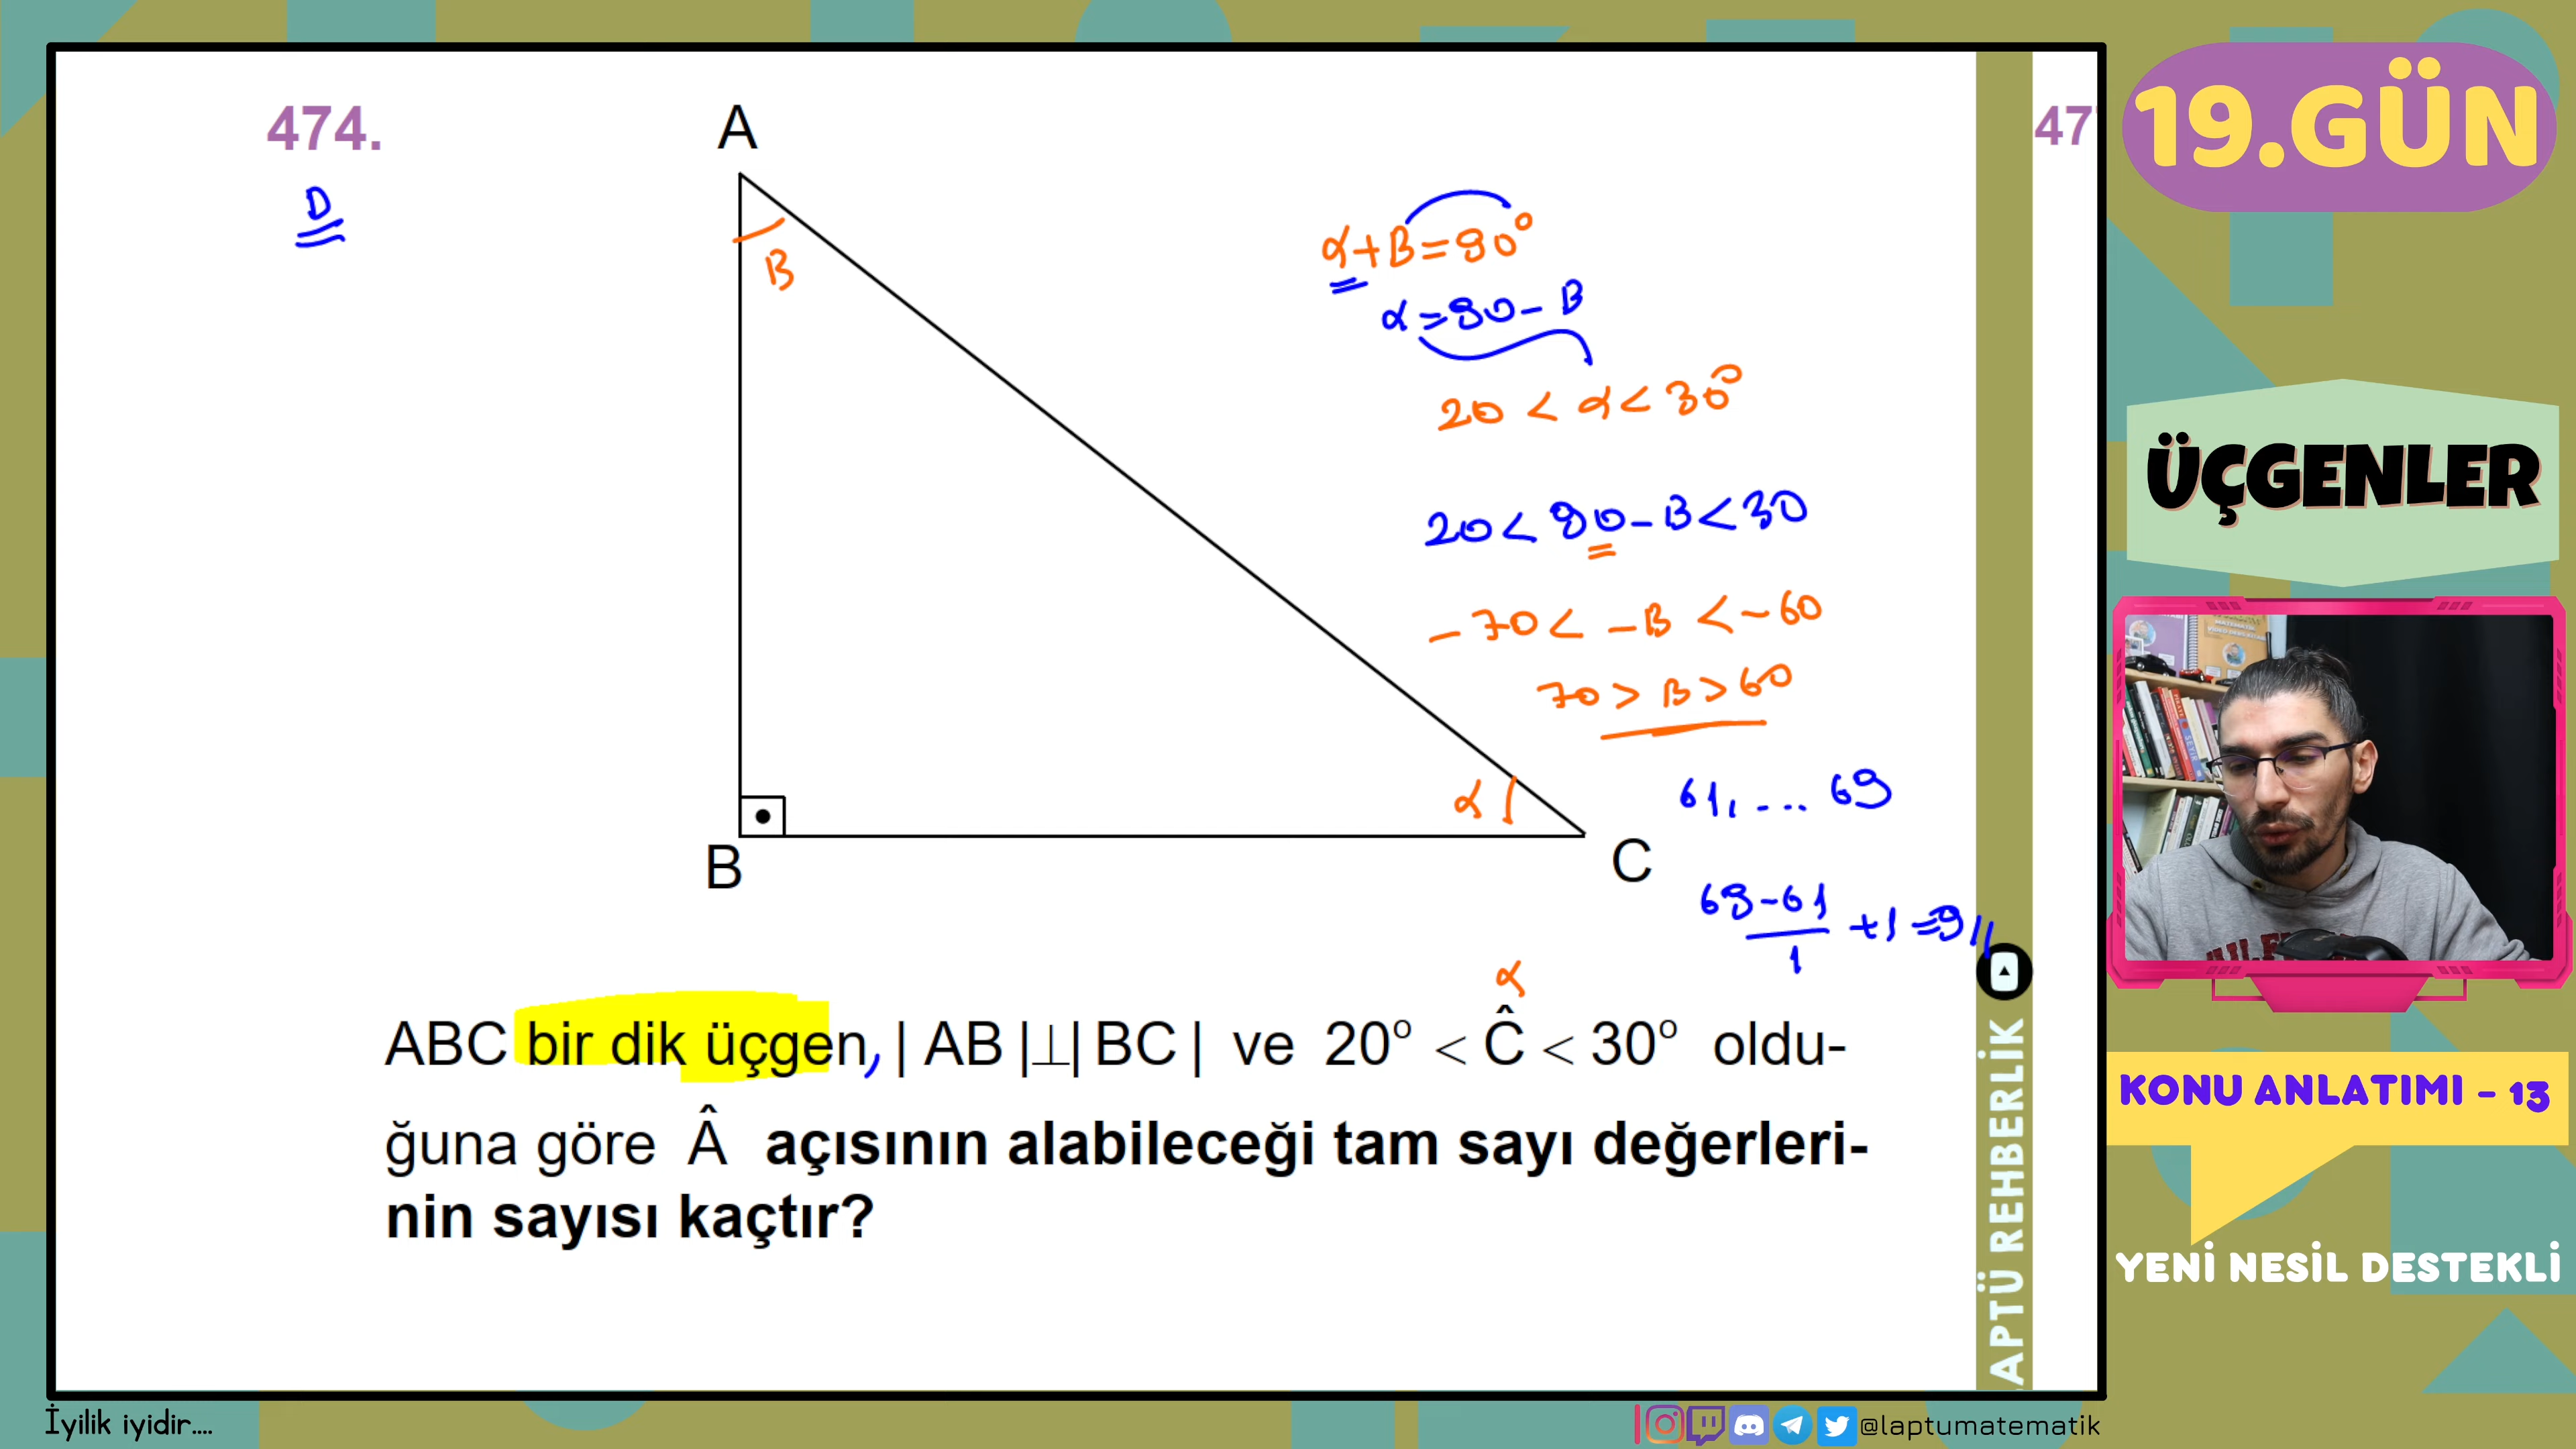 474.
D
A
B
B
C
α
α+B=90°
α=90-B
20 < α < 30°
20 < 90-B < 30
-70 < -B < -60
70 > B > 60
61, ... 69
69-61
1
+1=9
α
ABC bir dik üçgen, | AB |⊥| BC | ve 20° < Ĉ < 30° oldu-
ğuna göre Â açısının alabileceği tam sayı değerleri-
nin sayısı kaçtır?
47
APTÜ REHBERLİK
19.GÜN
ÜÇGENLER
KONU ANLATIMI - 13
YENİ NESİL DESTEKLİ
İyilik iyidir....
@laptumatematik